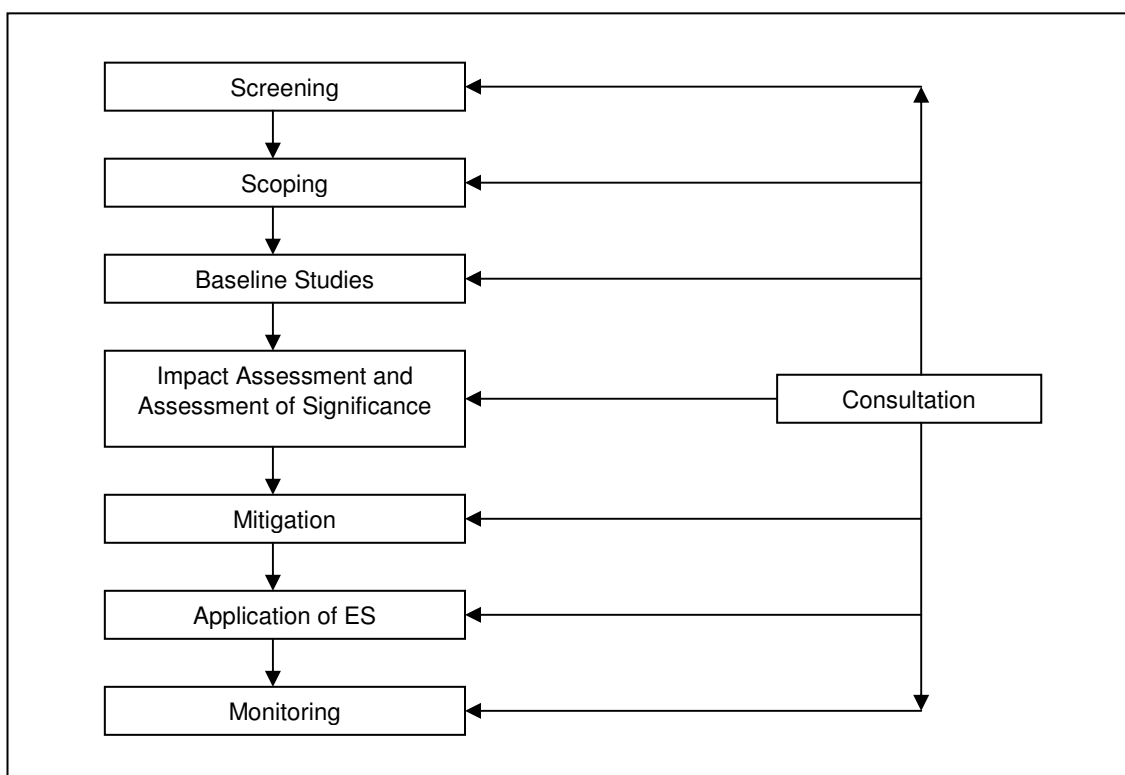 Screening
Scoping
Baseline Studies
Impact Assessment and
Assessment of Significance
Consultation
Mitigation
Application of ES
Monitoring